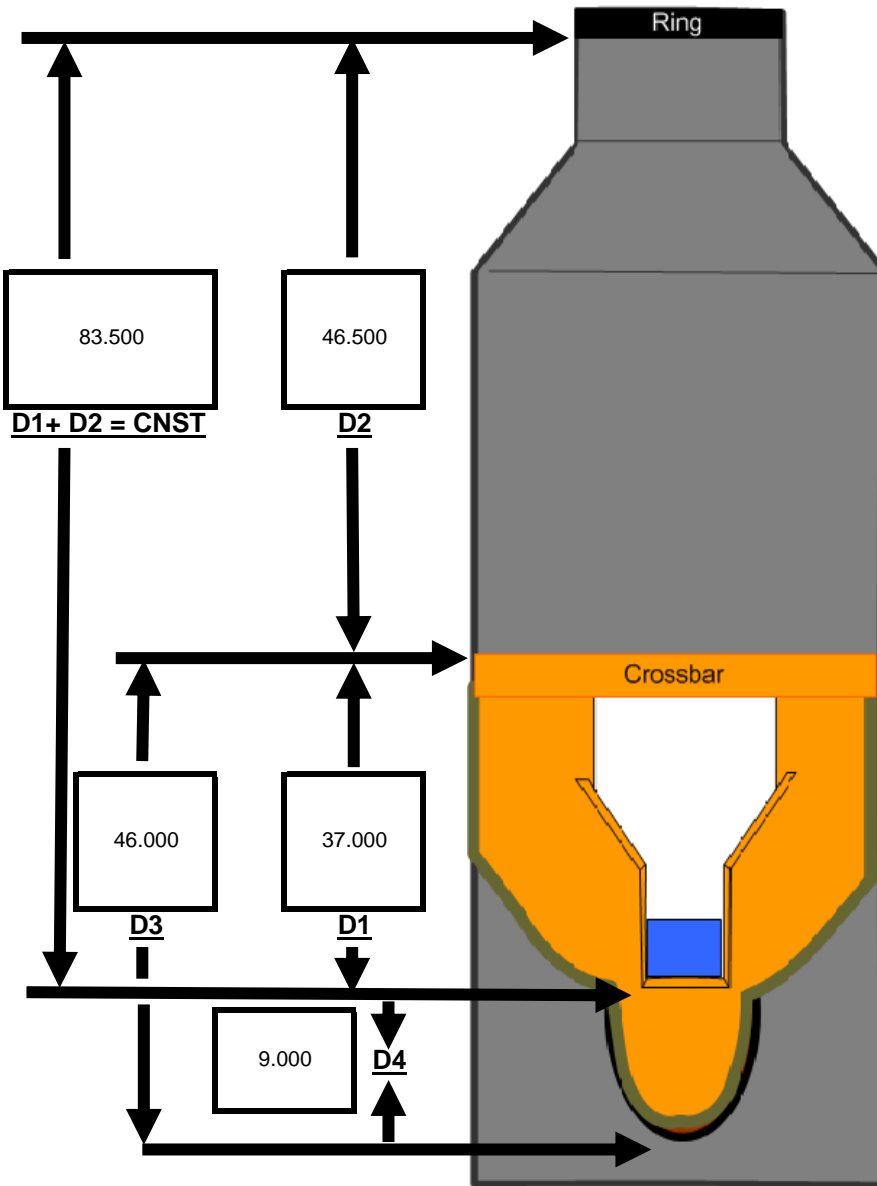 Ring
83.500
46.500
D1+ D2 = CNST
D2
Crossbar
46.000
37.000
D3
D1
9.000
D4